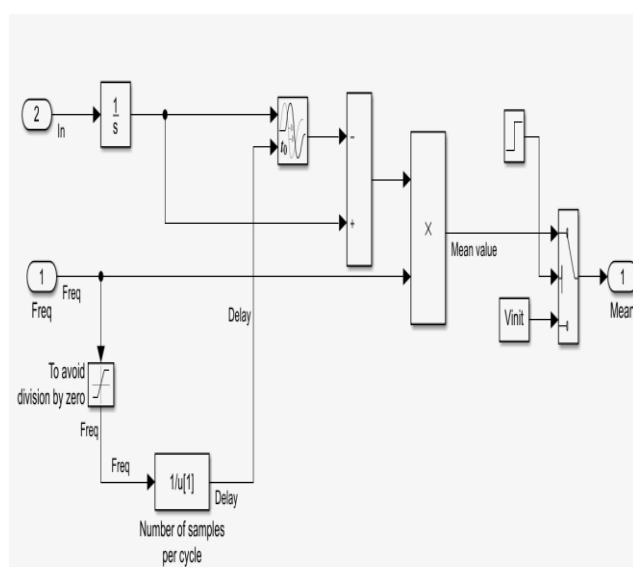 2
In
1
s
t₀
-
+
X
Mean value
1
Freq
Freq
Delay
Vinit
1
Mean
To avoid
division by zero
Freq
Freq
1/u[1]
Delay
Number of samples
per cycle